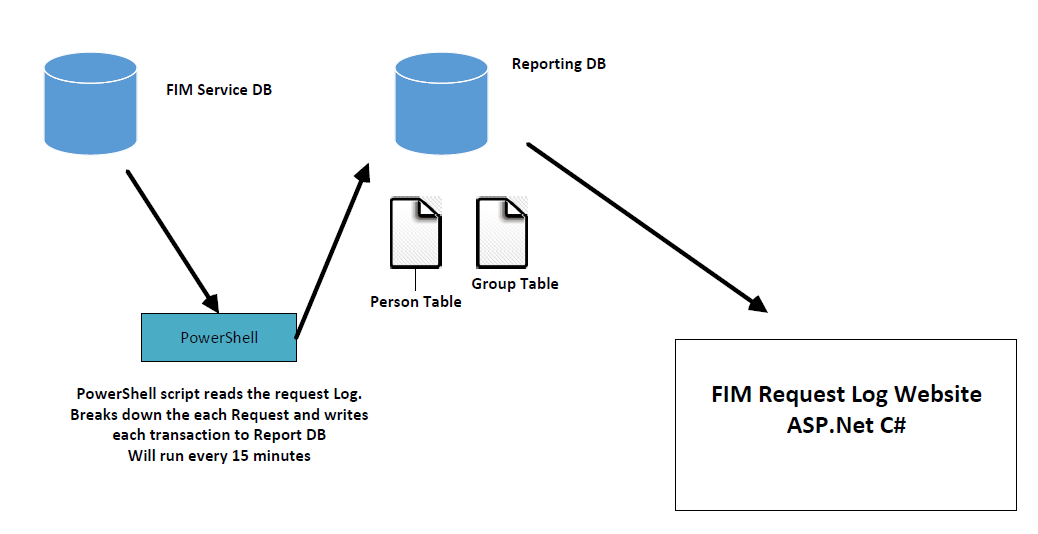 FIM Service DB
Reporting DB
Person Table
Group Table
PowerShell
PowerShell script reads the request Log.
Breaks down the each Request and writes
each transaction to Report DB
Will run every 15 minutes
FIM Request Log Website
ASP.Net C#